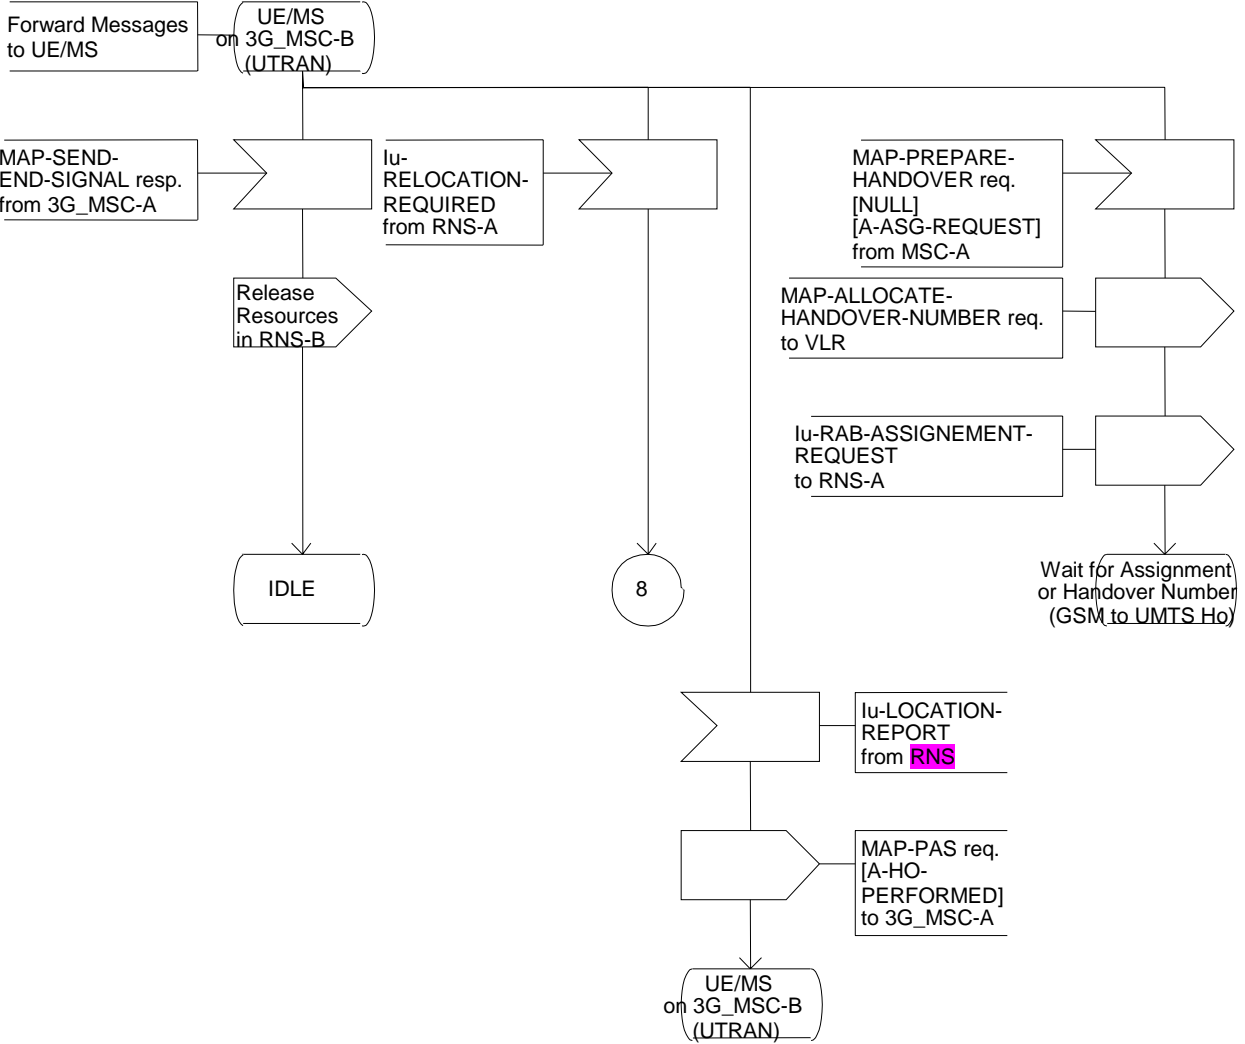 Forward Messages
to UE/MS
UE/MS
on 3G_MSC-B
(UTRAN)
MAP-SEND-
END-SIGNAL resp.
from 3G_MSC-A
Iu-
RELOCATION-
REQUIRED
from RNS-A
MAP-PREPARE-
HANDOVER req.
[NULL]
[A-ASG-REQUEST]
from MSC-A
Release
Resources
in RNS-B
MAP-ALLOCATE-
HANDOVER-NUMBER req.
to VLR
Iu-RAB-ASSIGNEMENT-
REQUEST
to RNS-A
IDLE
8
Wait for Assignment
or Handover Number
(GSM to UMTS Ho)
Iu-LOCATION-
REPORT
from RNS
MAP-PAS req.
[A-HO-
PERFORMED]
to 3G_MSC-A
UE/MS
on 3G_MSC-B
(UTRAN)